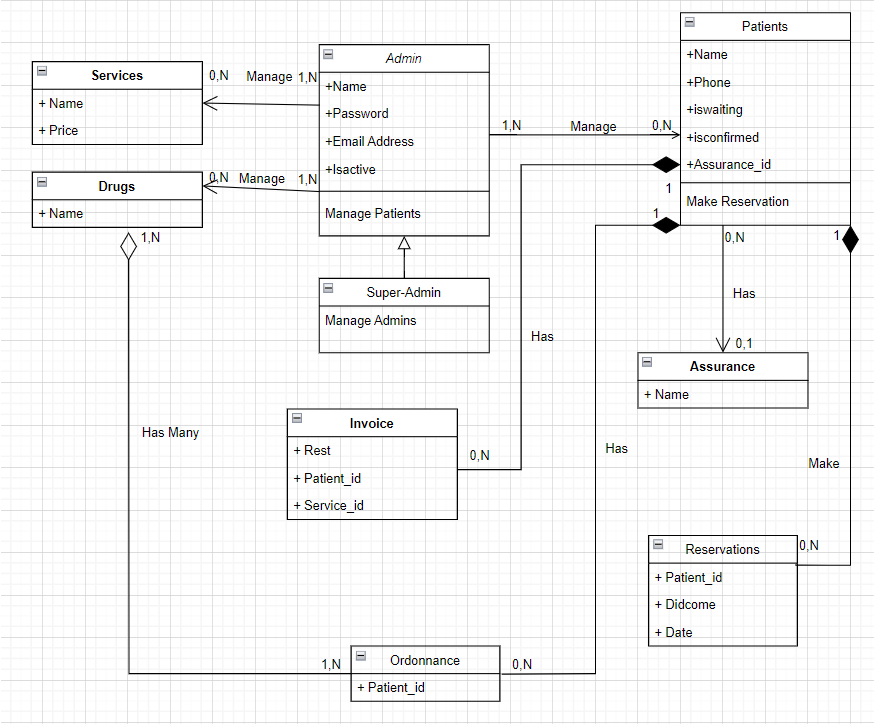 Patients
+Name
+Phone
+iswaiting
+isconfirmed
+Assurance_id
Make Reservation
Admin
+Name
+Password
+Email Address
+Isactive
Manage Patients
Services
+ Name
+ Price
0,N Manage 1,N
Drugs
+ Name
0,N Manage 1,N
1,N Manage 0,N
1
1
1
1,N
0,N
Super-Admin
Manage Admins
Has
Has
0,1
Assurance
+ Name
Invoice
+ Rest
+ Patient_id
+ Service_id
0,N
Has Many
Has
Make
Reservations
+ Patient_id
+ Didcome
+ Date
0,N
1,N
Ordonnance
+ Patient_id
0,N